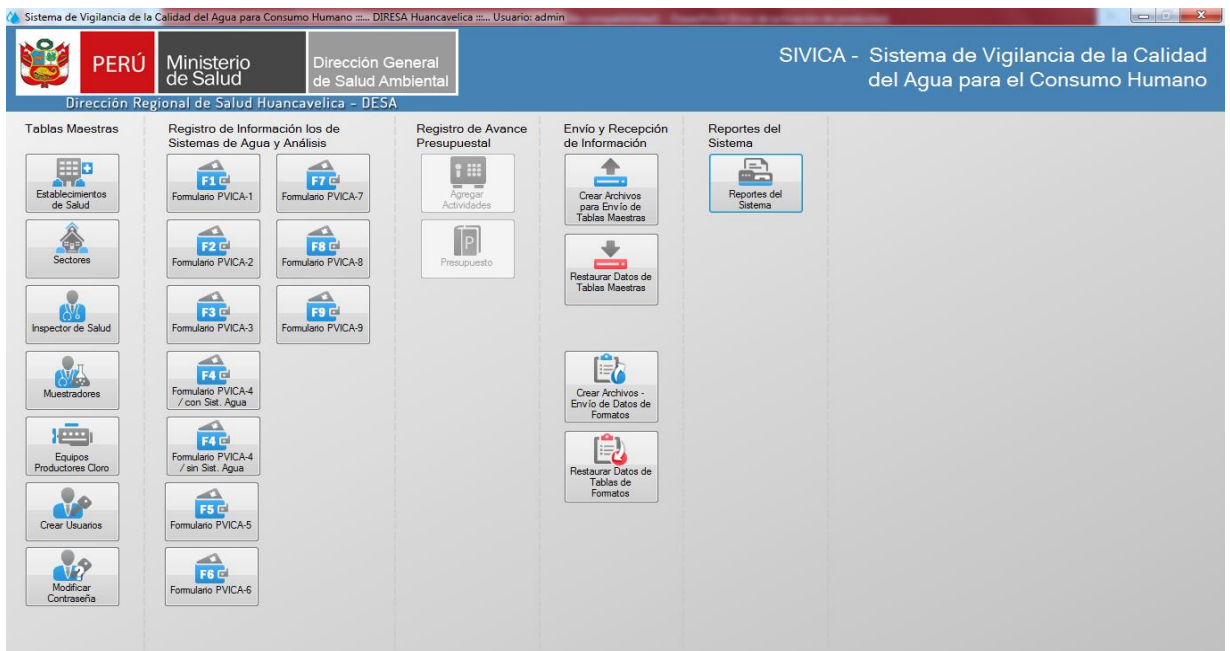 Sistema de Vigilancia de la Calidad del Agua para Consumo Humano :::... DIRESA Huancavelica :::... Usuario: admin
PERÚ
Ministerio
de Salud
Dirección General
de Salud Ambiental
Dirección Regional de Salud Huancavelica - DESA
SIVICA - Sistema de Vigilancia de la Calidad
del Agua para el Consumo Humano
Tablas Maestras
Establecimientos
de Salud
Sectores
Inspector de Salud
Muestradores
Equipos
Productores Cloro
Crear Usuarios
Modificar
Contraseña
Registro de Información los de
Sistemas de Agua y Análisis
F1
Formulario PVICA-1
F2
Formulario PVICA-2
F3
Formulario PVICA-3
F4
Formulario PVICA-4
/ con Sist. Agua
F4
Formulario PVICA-4
/ sin Sist. Agua
F5
Formulario PVICA-5
F6
Formulario PVICA-6
F7
Formulario PVICA-7
F8
Formulario PVICA-8
F9
Formulario PVICA-9
Registro de Avance
Presupuestal
Agregar
Actividades
P
Presupuesto
Envío y Recepción
de Información
Crear Archivos
para Envío de
Tablas Maestras
Restaurar Datos de
Tablas Maestras
Crear Archivos -
Envío de Datos de
Formatos
Restaurar Datos de
Tablas de
Formatos
Reportes del
Sistema
Reportes del
Sistema